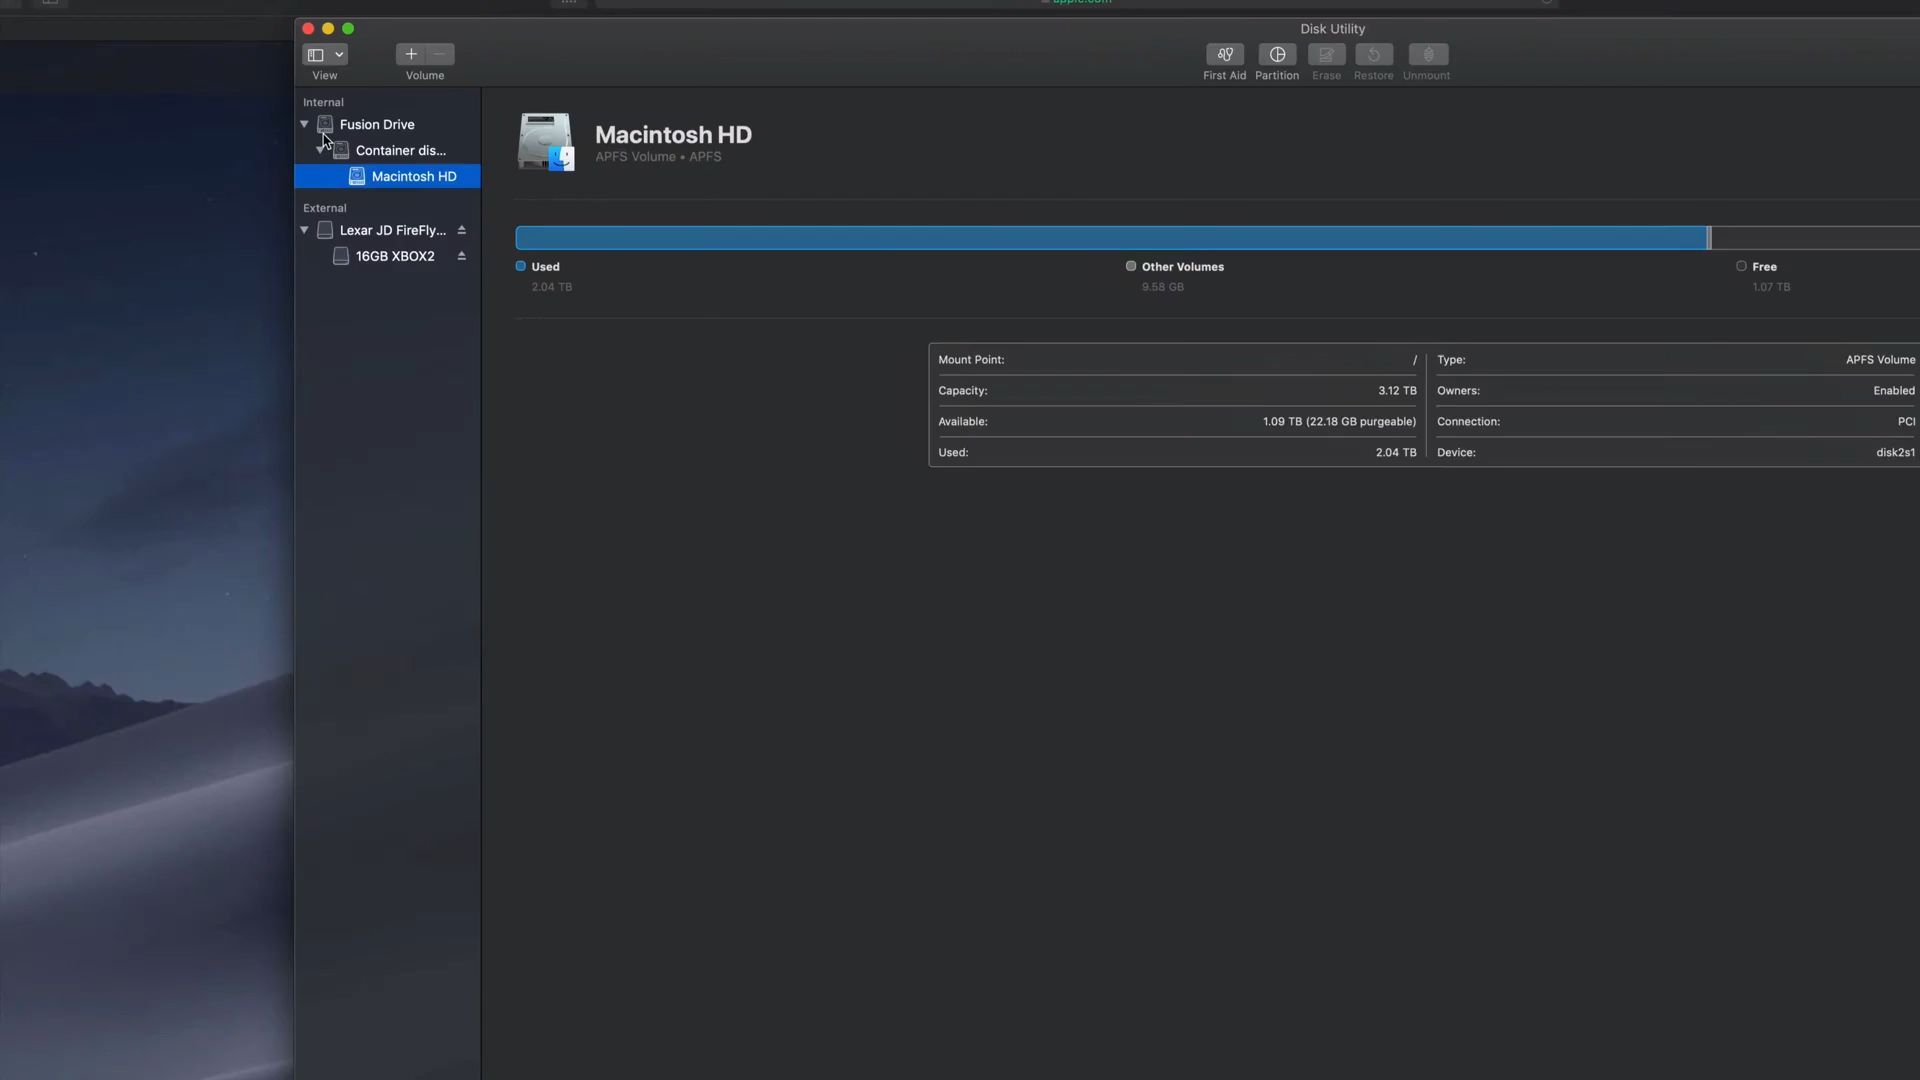 apple.com
Disk Utility
View
Volume
First Aid
Partition
Erase
Restore
Unmount
Internal
Fusion Drive
Container dis...
Macintosh HD
External
Lexar JD FireFly...
16GB XBOX2
Macintosh HD
APFS Volume • APFS
Used
2.04 TB
Other Volumes
9.58 GB
Free
1.07 TB
Mount Point: /
Capacity: 3.12 TB
Available: 1.09 TB (22.18 GB purgeable)
Used: 2.04 TB
Type: APFS Volume
Owners: Enabled
Connection: PCI
Device: disk2s1